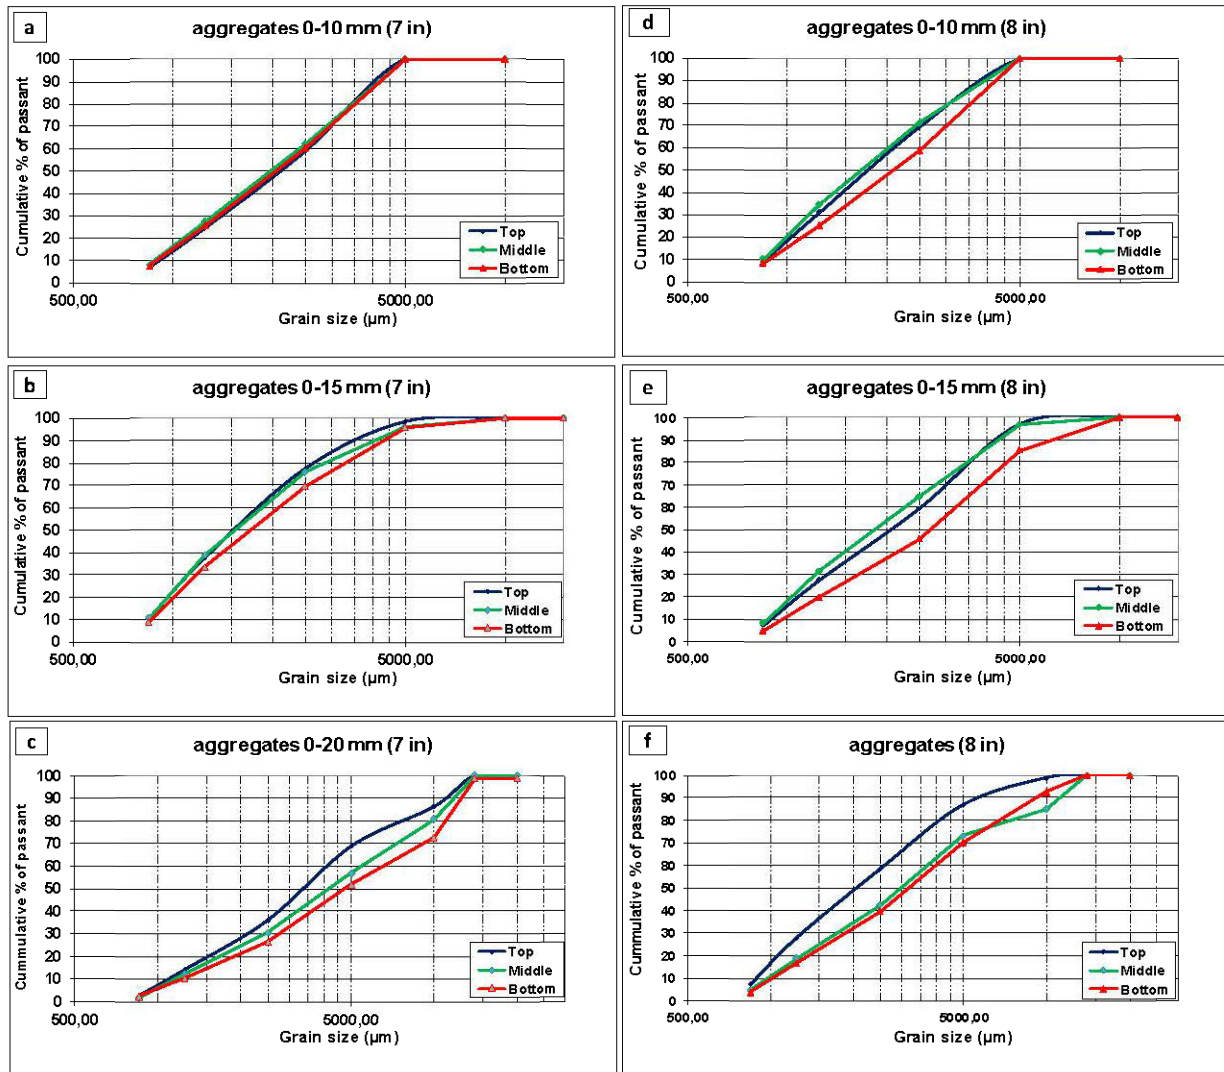 a
aggregates 0-10 mm (7 in)
Cumulative % of passant
100
90
80
70
60
50
40
30
20
10
0
Top
Middle
Bottom
500,00
5000,00
Grain size (µm)
d
aggregates 0-10 mm (8 in)
Cumulative % of passant
100
90
80
70
60
50
40
30
20
10
0
Top
Middle
Bottom
500,00
5000,00
Grain size (µm)
b
aggregates 0-15 mm (7 in)
Cumulative % of passant
100
90
80
70
60
50
40
30
20
10
0
Top
Middle
Bottom
500,00
5000,00
Grain size (µm)
e
aggregates 0-15 mm (8 in)
Cumulative % of passant
100
90
80
70
60
50
40
30
20
10
0
Top
Middle
Bottom
500,00
5000,00
Grain size (µm)
c
aggregates 0-20 mm (7 in)
Cummulative % of passant
100
90
80
70
60
50
40
30
20
10
0
Top
Middle
Bottom
500,00
5000,00
Grain size (µm)
f
aggregates (8 in)
Cummulative % of passant
100
90
80
70
60
50
40
30
20
10
0
Top
Middle
Bottom
500,00
5000,00
Grain size (µm)